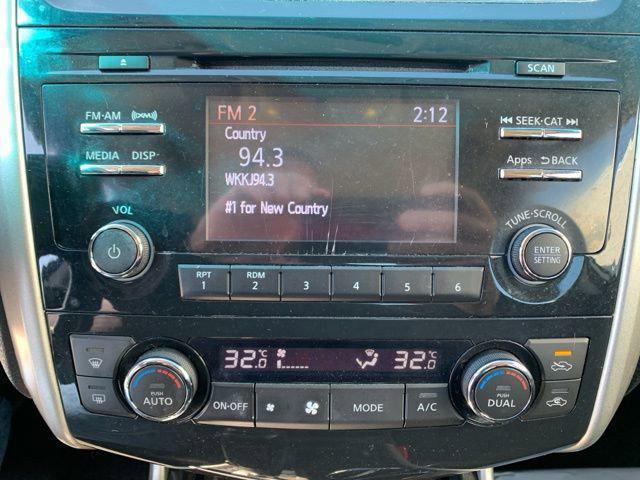 SCAN
FM·AM (XM)
MEDIA DISP
FM 2 2:12
Country
94.3
WKKJ94.3
#1 for New Country
SEEK·CAT
Apps BACK
VOL
TUNE·SCROLL
ENTER
SETTING
RPT RDM
1 2 3 4 5 6
32.0°C 32.0°C
PUSH
AUTO
ON·OFF
MODE
A/C
PUSH
DUAL